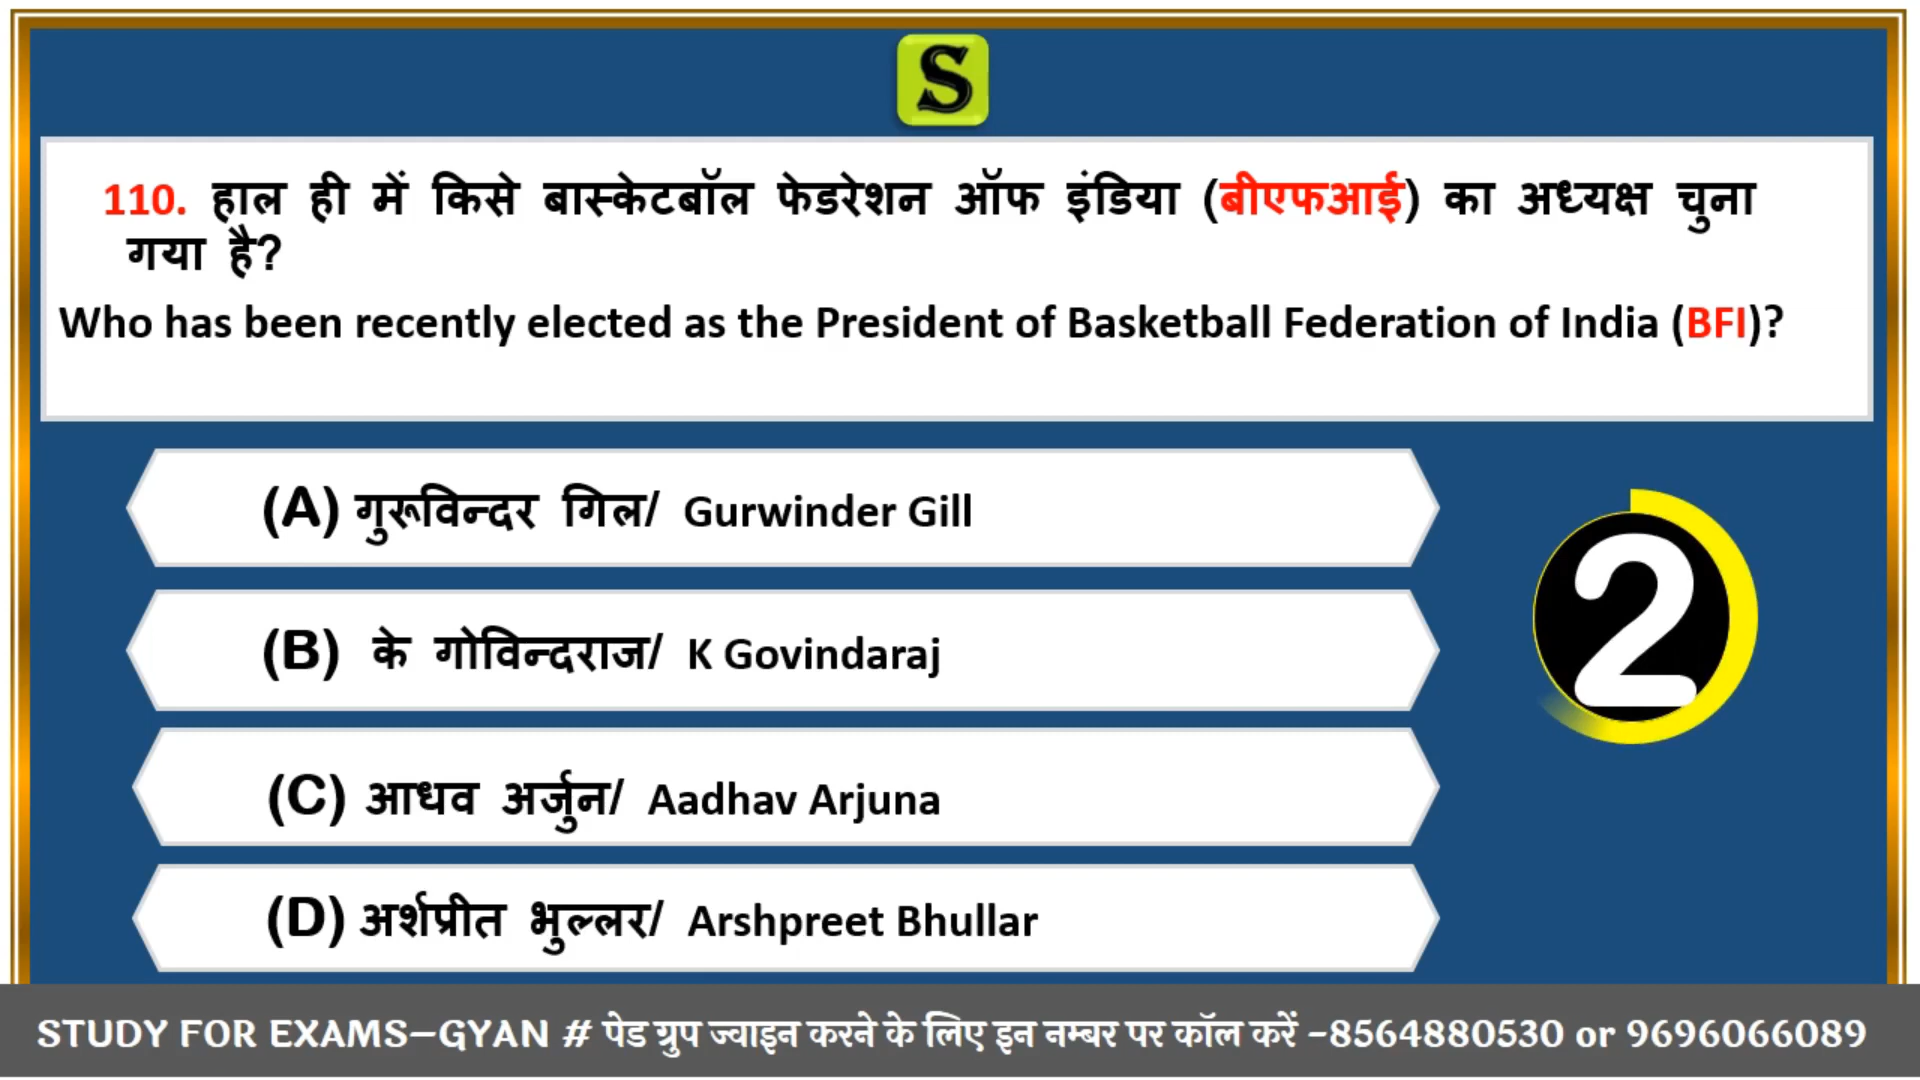 S
110. हाल ही में किसे बास्केटबॉल फेडरेशन ऑफ इंडिया (बीएफआई) का अध्यक्ष चुना
गया है?
Who has been recently elected as the President of Basketball Federation of India (BFI)?
(A) गुरूविन्दर गिल/ Gurwinder Gill
2
(B) के गोविन्दराज/ K Govindaraj
(C) आधव अर्जुन/ Aadhav Arjuna
(D) अर्शप्रीत भुल्लर/ Arshpreet Bhullar
STUDY FOR EXAMS–GYAN # पेड ग्रुप ज्वाइन करने के लिए इन नम्बर पर कॉल करें -8564880530 or 9696066089